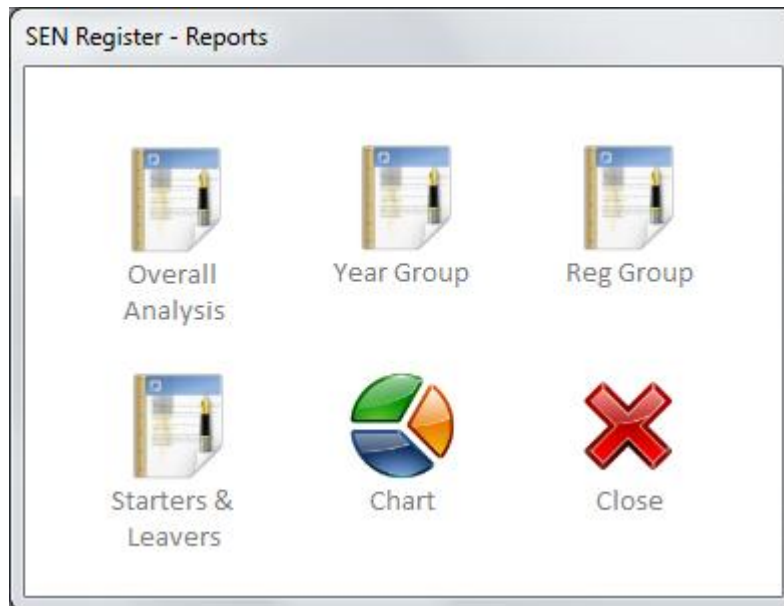 SEN Register - Reports
Overall
Analysis
Year Group
Reg Group
Starters &
Leavers
Chart
Close